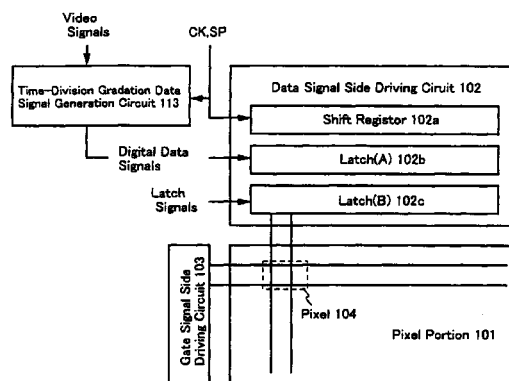 Video
Signals
CK,SP
Time-Division Gradation Data
Signal Generation Circuit 113
Data Signal Side Driving Ciruit 102
Shift Register 102a
Digital Data
Signals
Latch(A) 102b
Latch
Signals
Latch(B) 102c
Gate Signal Side
Driving Circuit 103
Pixel 104
Pixel Portion 101